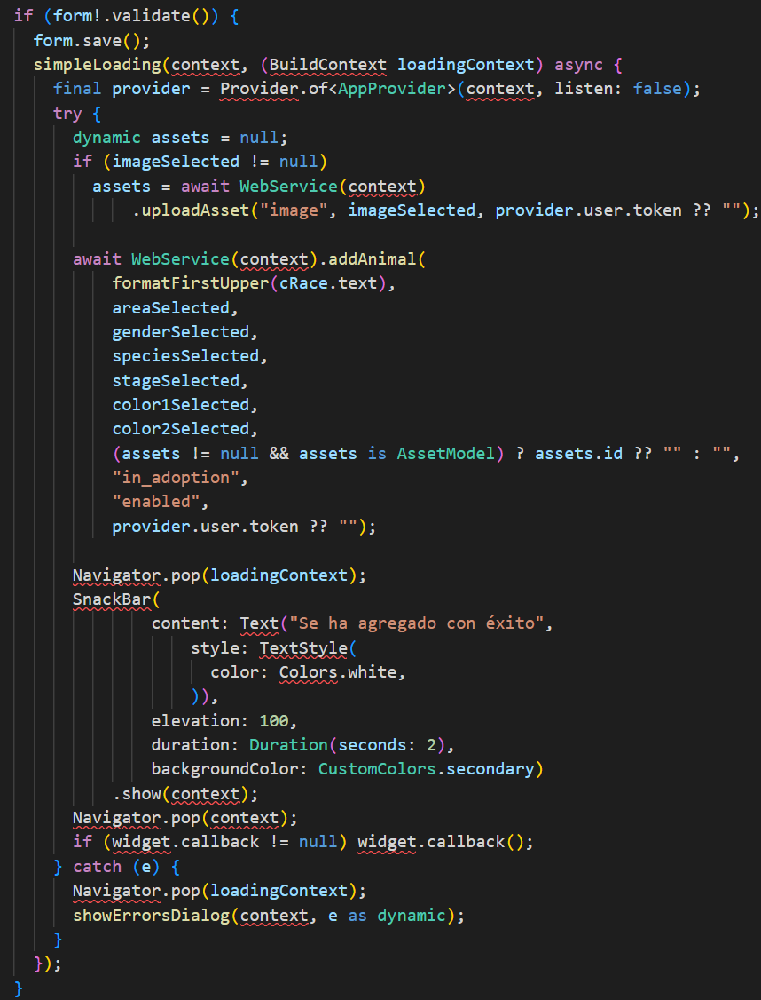 if (form!.validate()) {
  form.save();
  simpleLoading(context, (BuildContext loadingContext) async {
    final provider = Provider.of<AppProvider>(context, listen: false);
    try {
      dynamic assets = null;
      if (imageSelected != null)
        assets = await WebService(context)
            .uploadAsset("image", imageSelected, provider.user.token ?? "");

      await WebService(context).addAnimal(
          formatFirstUpper(cRace.text),
          areaSelected,
          genderSelected,
          speciesSelected,
          stageSelected,
          color1Selected,
          color2Selected,
          (assets != null && assets is AssetModel) ? assets.id ?? "" : "",
          "in_adoption",
          "enabled",
          provider.user.token ?? "");

      Navigator.pop(loadingContext);
      SnackBar(
              content: Text("Se ha agregado con éxito",
                  style: TextStyle(
                    color: Colors.white,
                  )),
              elevation: 100,
              duration: Duration(seconds: 2),
              backgroundColor: CustomColors.secondary)
          .show(context);
      Navigator.pop(context);
      if (widget.callback != null) widget.callback();
    } catch (e) {
      Navigator.pop(loadingContext);
      showErrorsDialog(context, e as dynamic);
    }
  });
}